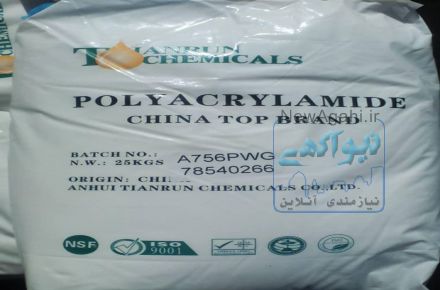 TIANRUN
CHEMICALS
POLYACRYLAMIDE
CHINA TOP BRAND
BATCH NO.: A756PWG
N.W.: 25KGS 78540266
ORIGIN: CHI
ANHUI TIANRUN CHEMICALS CO.,LTD.
NSF
ISO
9001
NewAgahi.ir
نیوآگهی
نیازمندی آنلاین